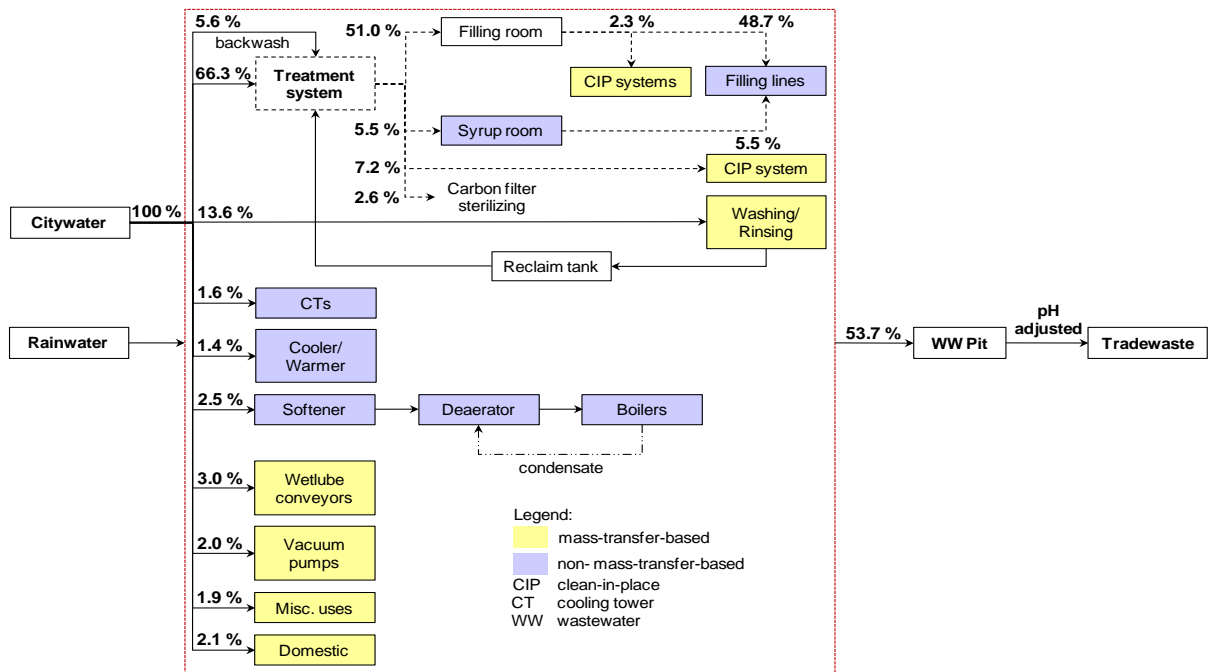 5.6 %
backwash
66.3 %
Treatment
system
51.0 %
Filling room
2.3 %
48.7 %
CIP systems
Filling lines
5.5 %
Syrup room
5.5 %
7.2 %
CIP system
2.6 %
Carbon filter
sterilizing
Citywater
100 %
13.6 %
Washing/
Rinsing
Reclaim tank
1.6 %
CTs
Rainwater
1.4 %
Cooler/
Warmer
53.7 %
WW Pit
pH
adjusted
Tradewaste
2.5 %
Softener
Deaerator
Boilers
condensate
3.0 %
Wetlube
conveyors
2.0 %
Vacuum
pumps
1.9 %
Misc. uses
2.1 %
Domestic
Legend:
mass-transfer-based
non- mass-transfer-based
CIP clean-in-place
CT cooling tower
WW wastewater